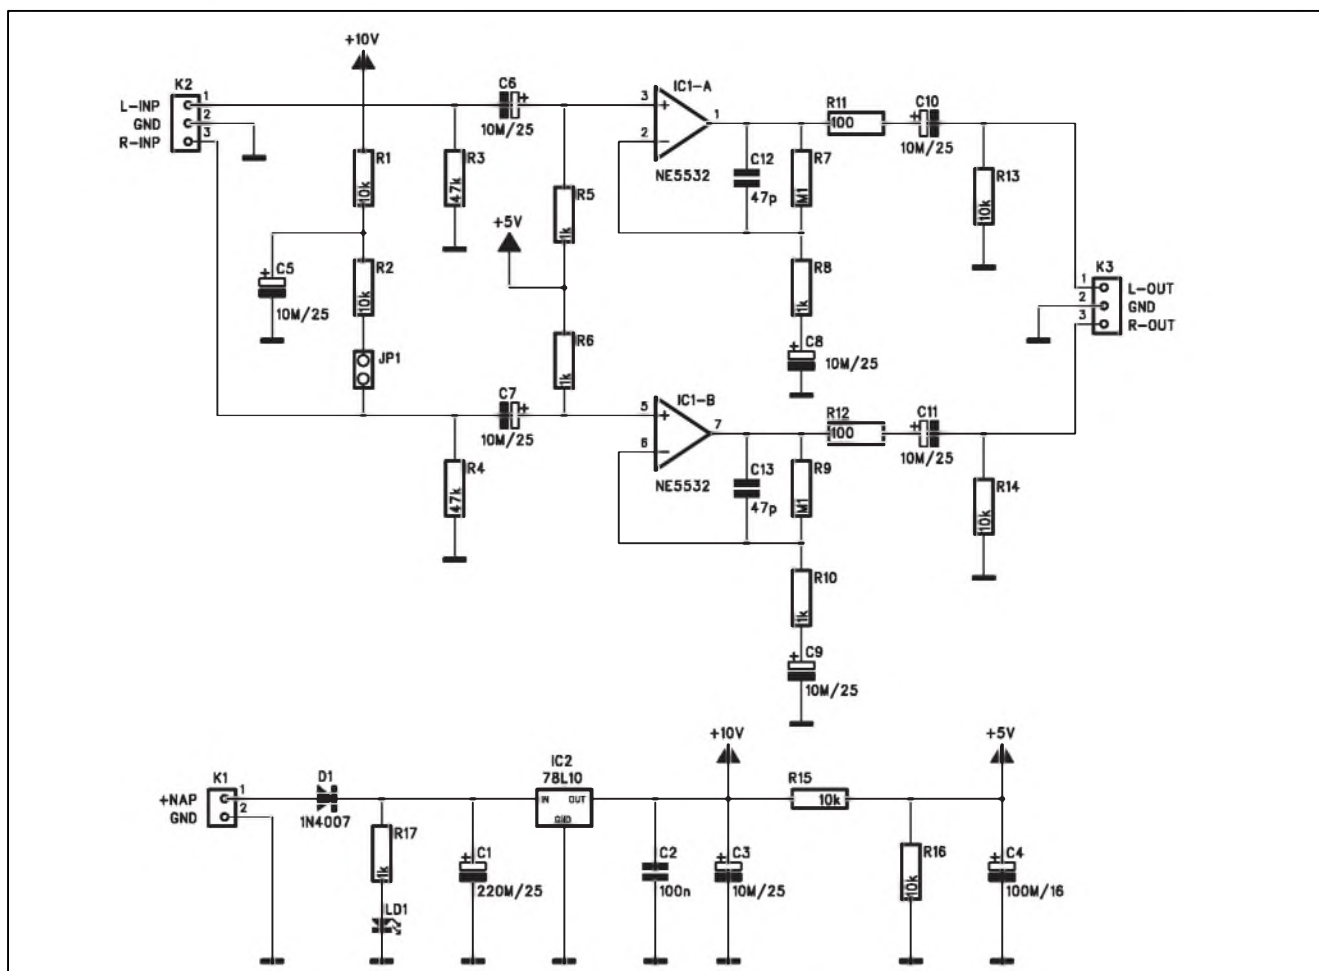 +10V
K2
L-INP 1
GND 2
R-INP 3
R1
10k
C5
+
10M/25
R2
10k
JP1
R3
47k
C6
+
10M/25
R5
1k
+5V
R6
1k
C7
+
10M/25
R4
47k
IC1-A
3 +
2 −
1
NE5532
C12
47p
R7
M1
R8
1k
+
C8
10M/25
R11
100
C10
+
10M/25
R13
10k
K3
1 L-OUT
2 GND
3 R-OUT
IC1-B
5 +
6 −
7
NE5532
C13
47p
R9
M1
R10
1k
+
C9
10M/25
R12
100
C11
+
10M/25
R14
10k
K1
+NAP 1
GND 2
D1
1N4007
R17
1k
LD1
+
C1
220M/25
IC2
78L10
IN OUT
GND
C2
100n
+10V
+
C3
10M/25
R15
10k
R16
10k
+5V
+
C4
100M/16